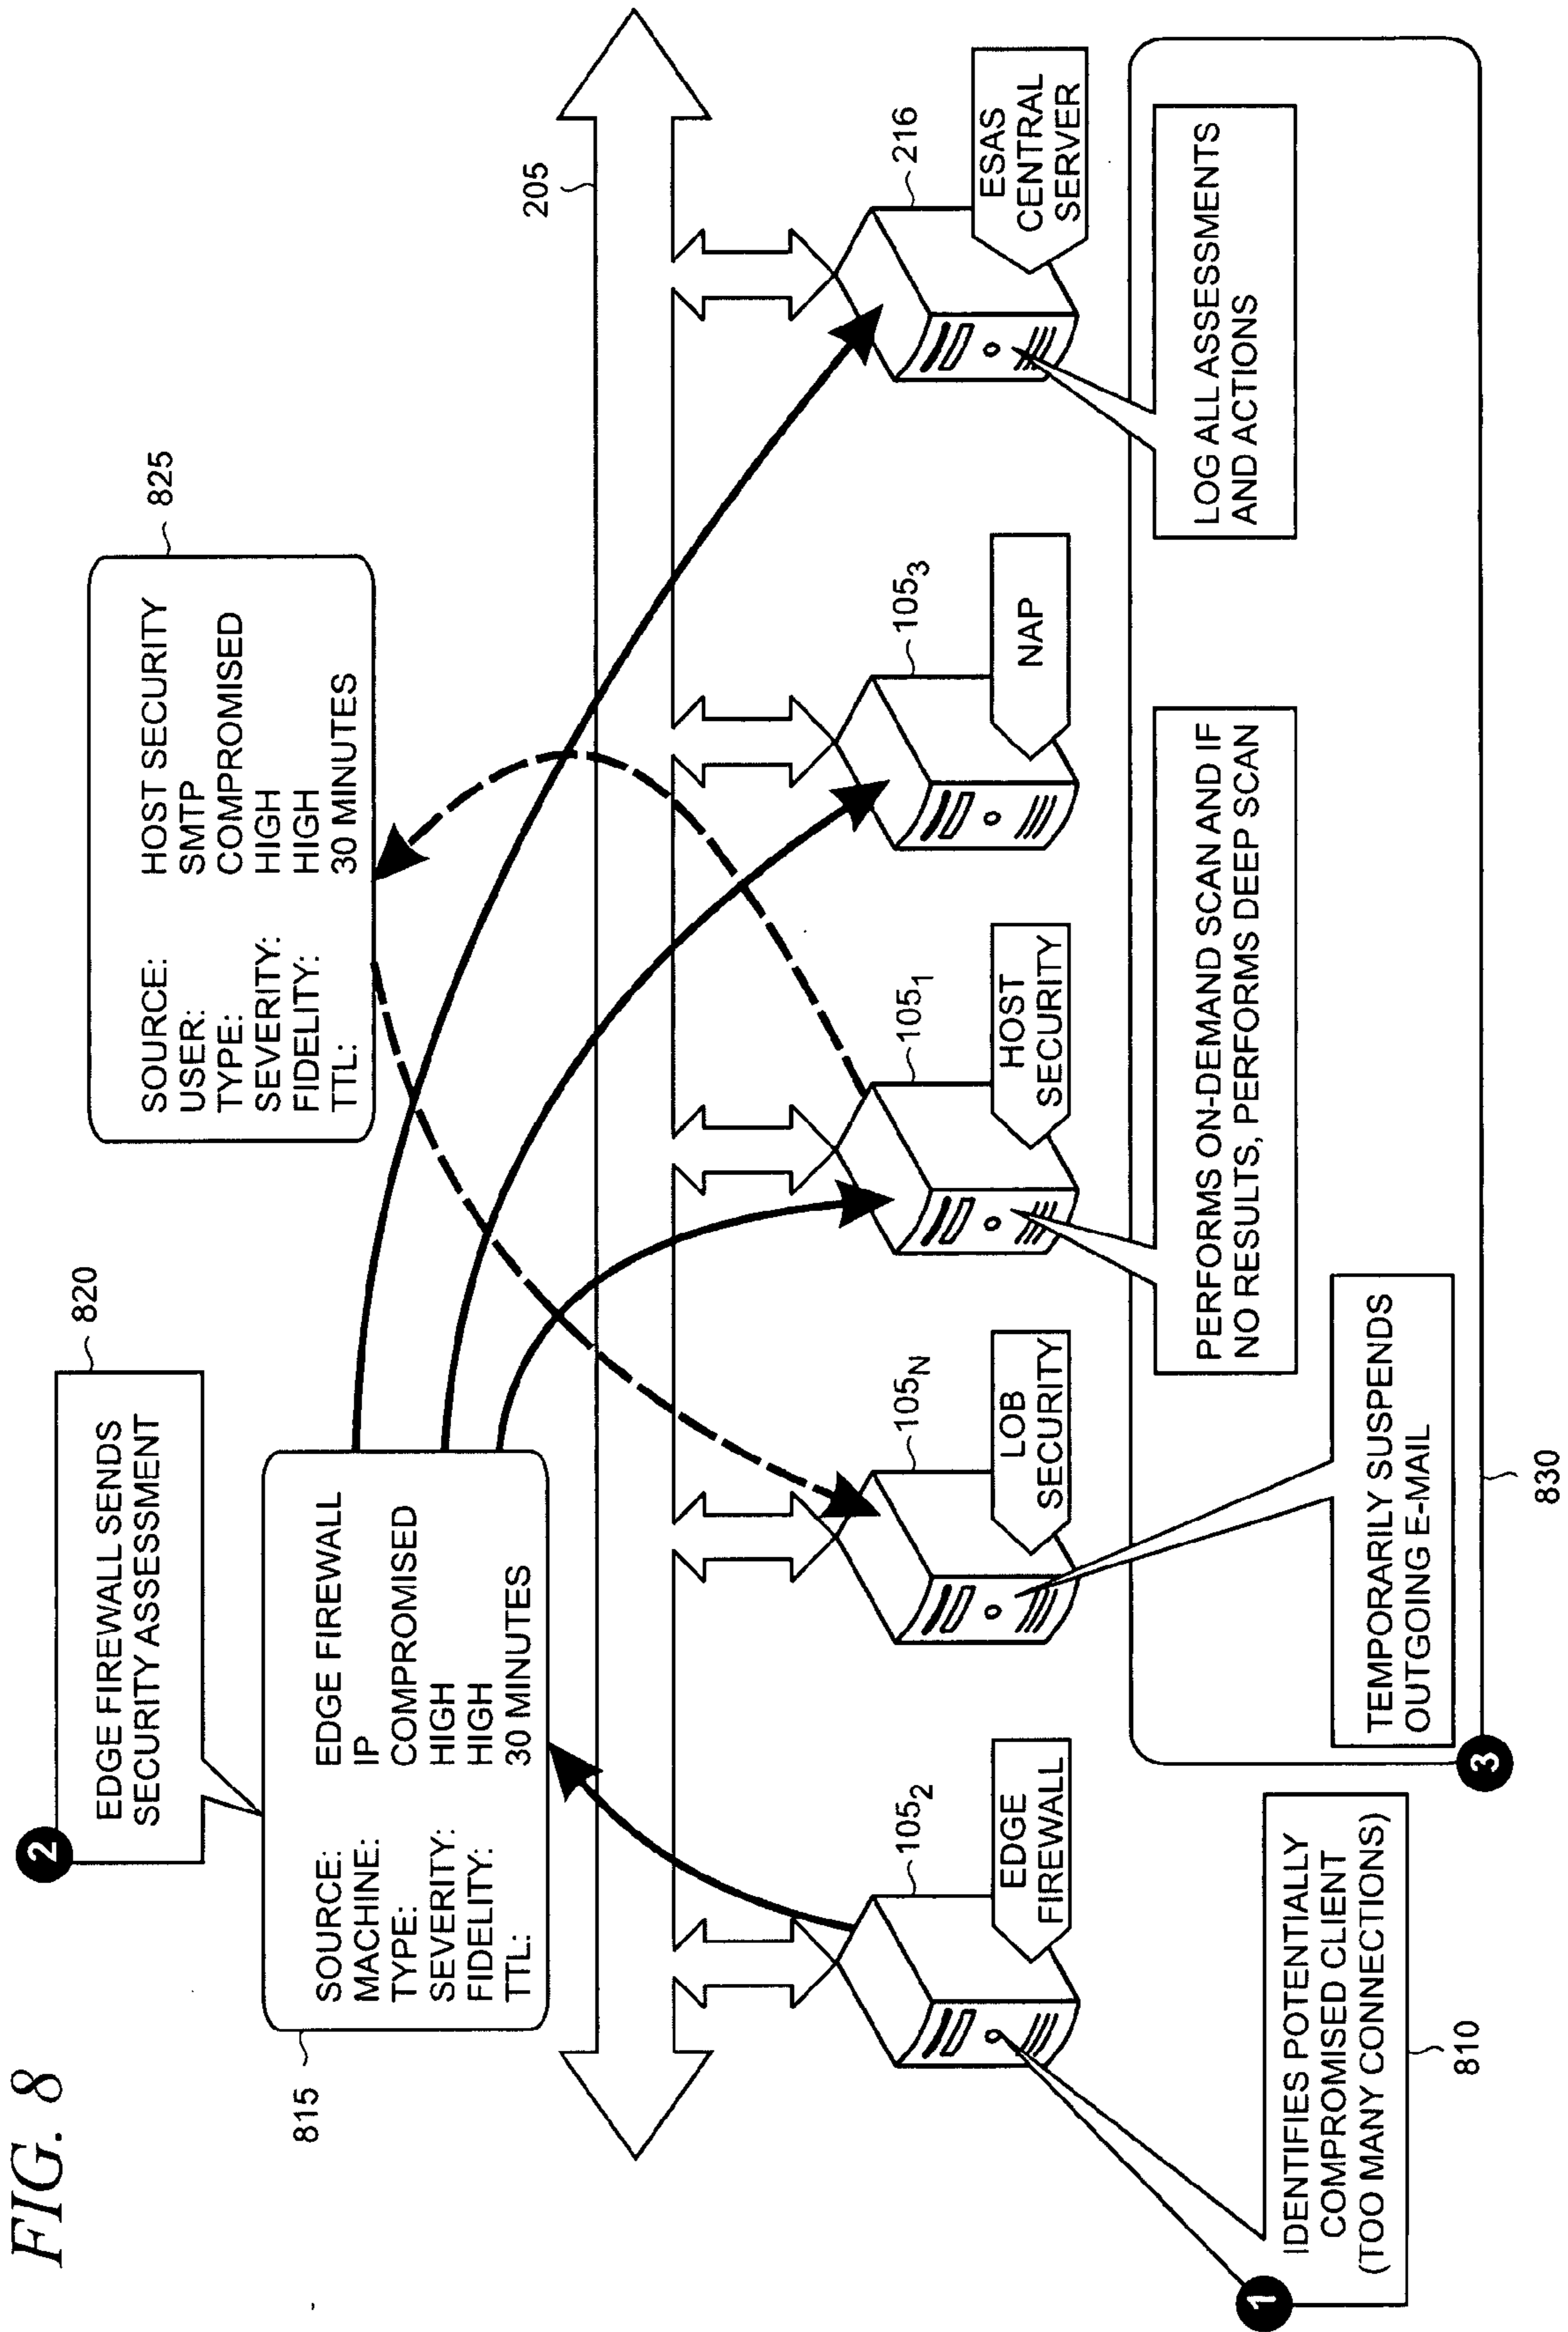 FIG. 8
2
EDGE FIREWALL SENDS
SECURITY ASSESSMENT
820
815
SOURCE: EDGE FIREWALL
MACHINE: IP
TYPE: COMPROMISED
SEVERITY: HIGH
FIDELITY: HIGH
TTL: 30 MINUTES
825
SOURCE: HOST SECURITY
USER: SMTP
TYPE: COMPROMISED
SEVERITY: HIGH
FIDELITY: HIGH
TTL: 30 MINUTES
205
105₂
EDGE
FIREWALL
105N
LOB
SECURITY
105₁
HOST
SECURITY
105₃
NAP
216
ESAS
CENTRAL
SERVER
1
IDENTIFIES POTENTIALLY
COMPROMISED CLIENT
(TOO MANY CONNECTIONS)
810
3
TEMPORARILY SUSPENDS
OUTGOING E-MAIL
PERFORMS ON-DEMAND SCAN AND IF
NO RESULTS, PERFORMS DEEP SCAN
LOG ALL ASSESSMENTS
AND ACTIONS
830